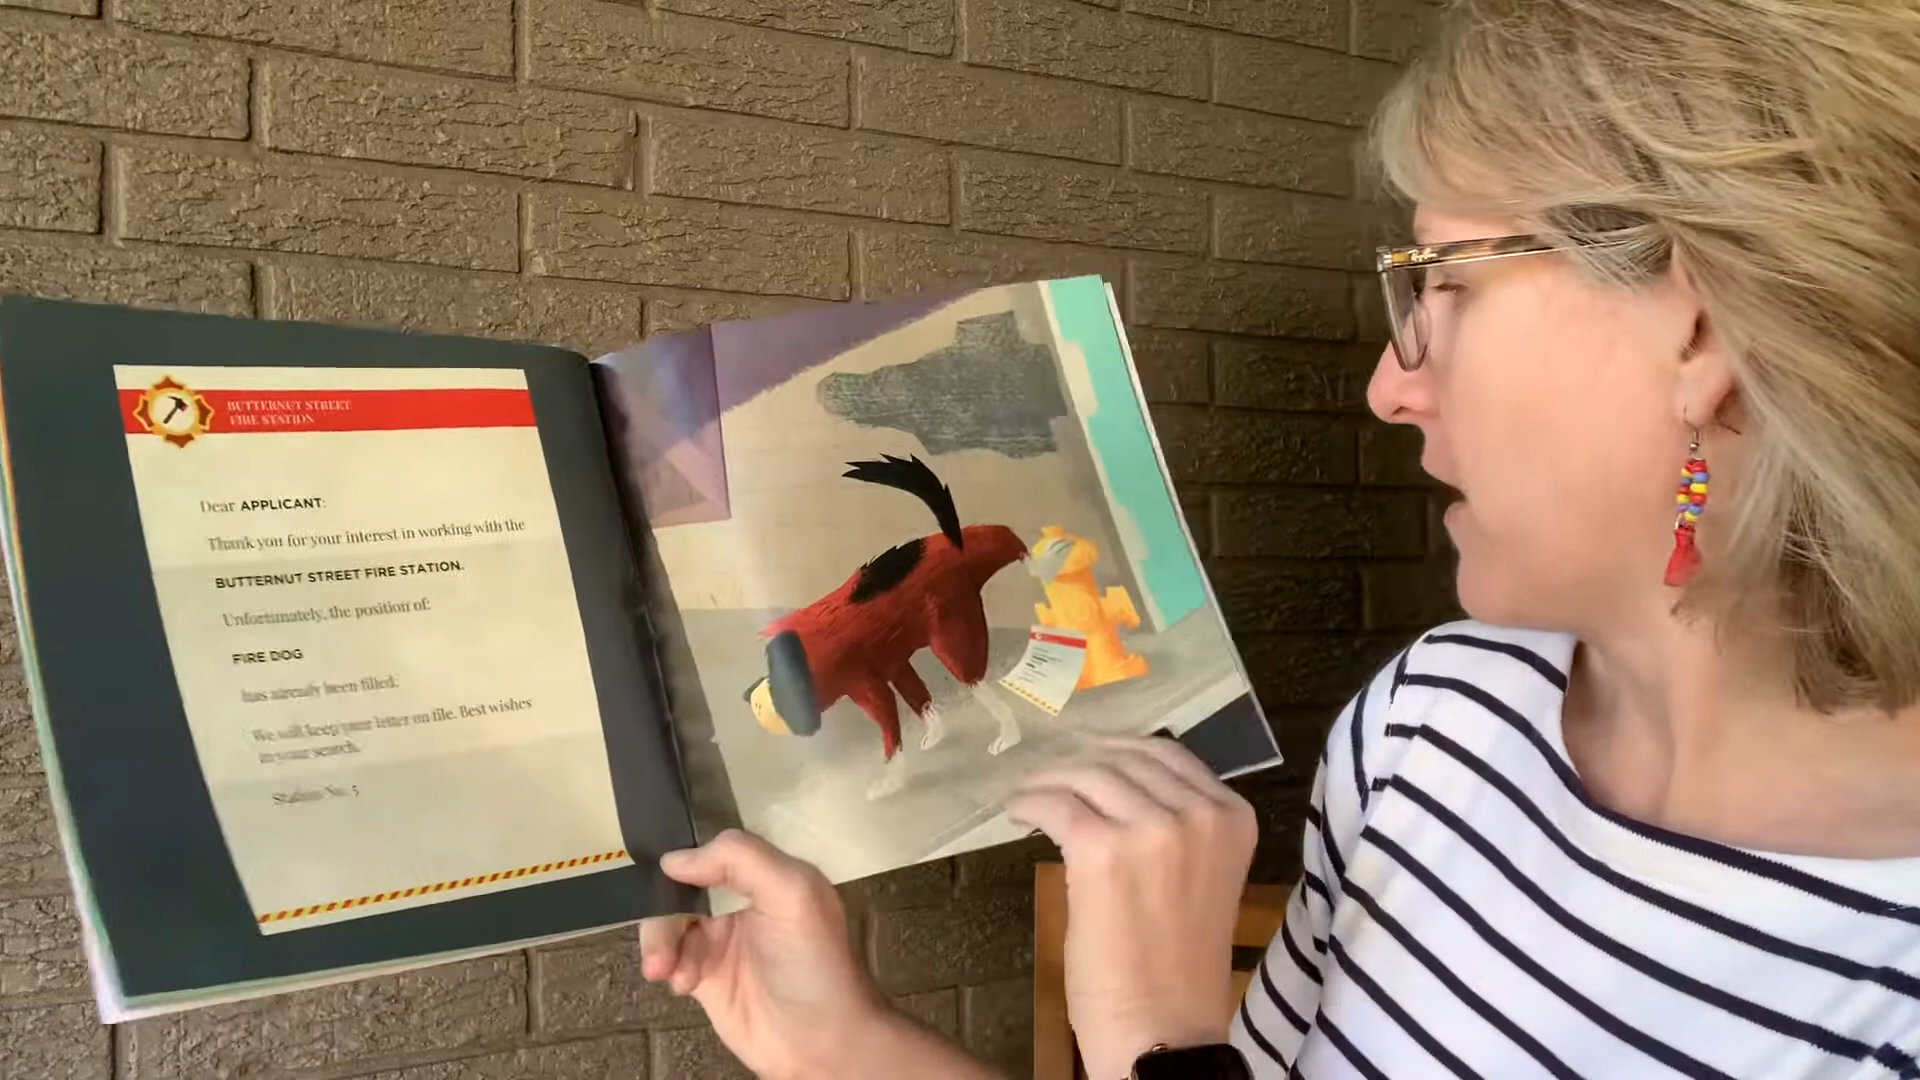 BUTTERNUT STREET
FIRE STATION
Dear APPLICANT:
Thank you for your interest in working with the
BUTTERNUT STREET FIRE STATION.
Unfortunately, the position of:
FIRE DOG
has already been filled.
We will keep your letter on file. Best wishes
in your search.
Station No. 5
Ray-Ban